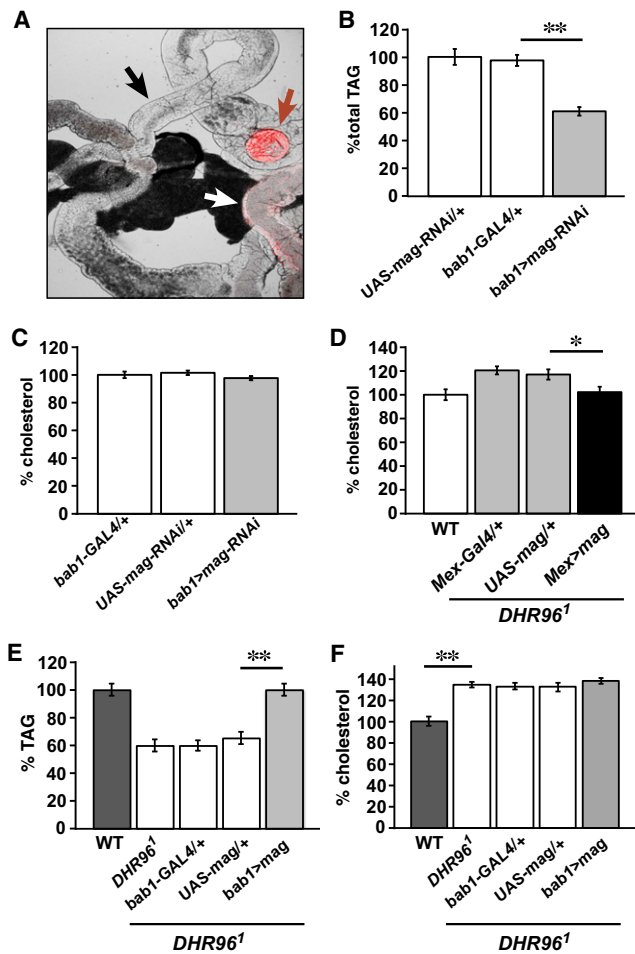 A
B
**
%total TAG
120
100
80
60
40
20
0
UAS-mag-RNAi/+
bab1-GAL4/+
bab1>mag-RNAi
C
% cholesterol
120
100
80
60
40
20
0
bab1-GAL4/+
UAS-mag-RNAi/+
bab1>mag-RNAi
D
*
% cholesterol
140
120
100
80
60
40
20
0
WT
Mex-Gal4/+
UAS-mag/+
Mex>mag
DHR96¹
E
**
% TAG
120
100
80
60
40
20
0
WT
DHR96¹
bab1-GAL4/+
UAS-mag/+
bab1>mag
DHR96¹
F
**
% cholesterol
140
120
100
80
60
40
20
0
WT
DHR96¹
bab1-GAL4/+
UAS-mag/+
bab1>mag
DHR96¹